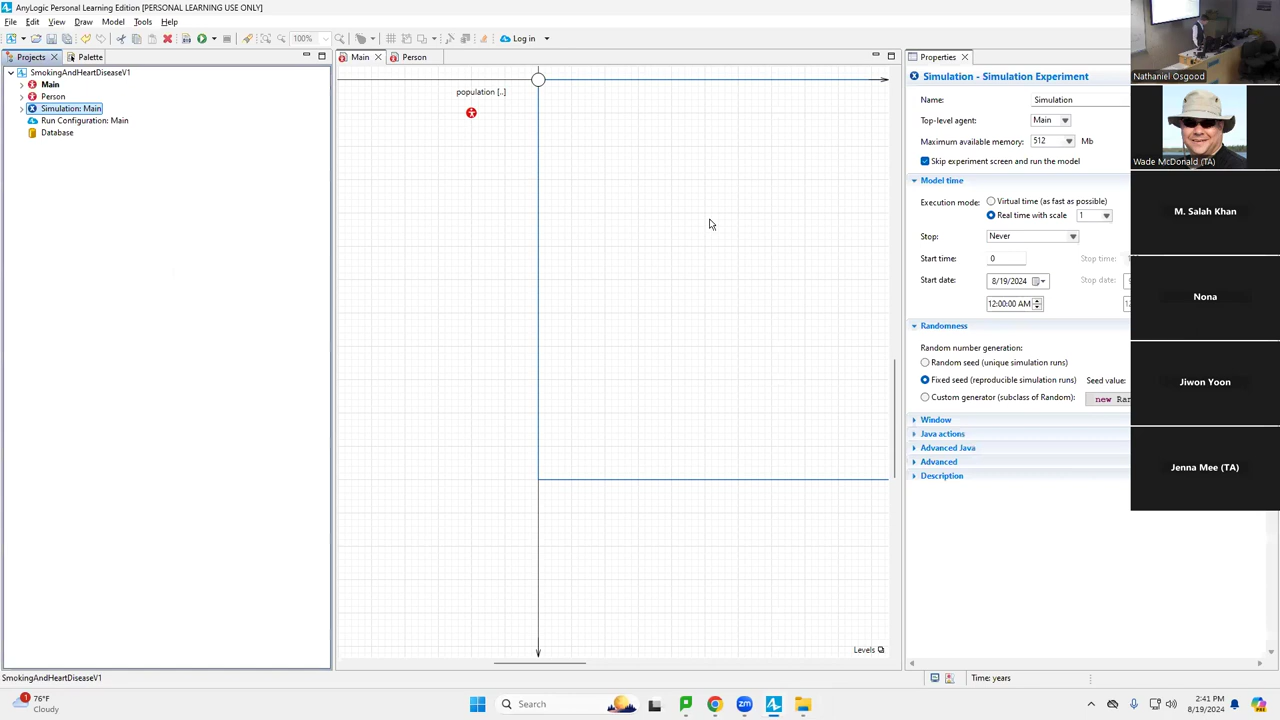 AnyLogic Personal Learning Edition [PERSONAL LEARNING USE ONLY]
File Edit View Draw Model Tools Help
100%
Log in
Projects
Palette
Main
Person
Properties
SmokingAndHeartDiseaseV1
Main
Person
Simulation: Main
Run Configuration: Main
Database
population [..]
Levels
Simulation - Simulation Experiment
Name:
Simulation
Top-level agent:
Main
Maximum available memory:
512
Mb
Skip experiment screen and run the model
Model time
Execution mode:
Virtual time (as fast as possible)
Real time with scale
1
Stop:
Never
Start time:
0
Stop time:
Start date:
8/19/2024
Stop date:
12:00:00 AM
Randomness
Random number generation:
Random seed (unique simulation runs)
Fixed seed (reproducible simulation runs)
Seed value:
Custom generator (subclass of Random):
new Ran
Window
Java actions
Advanced Java
Advanced
Description
Nathaniel Osgood
Wade McDonald (TA)
M. Salah Khan
Nona
Jiwon Yoon
Jenna Mee (TA)
SmokingAndHeartDiseaseV1
Time: years
1
76°F
Cloudy
Search
2:41 PM
8/19/2024